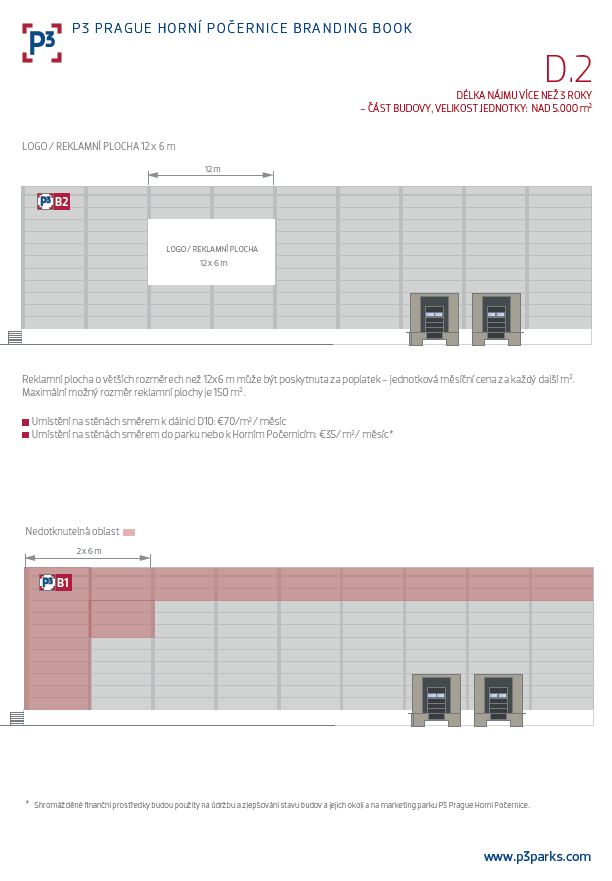 P3 PRAGUE HORNÍ POČERNICE BRANDING BOOK
P3
D.2
DÉLKA NÁJMU VÍCE NEŽ 3 ROKY
– ČÁST BUDOVY, VELIKOST JEDNOTKY: NAD 5.000 m²
LOGO / REKLAMNÍ PLOCHA 12 x 6 m
12 m
P3 B2
LOGO / REKLAMNÍ PLOCHA
12 x 6 m
Reklamní plocha o větších rozměrech než 12x6 m může být poskytnuta za poplatek – jednotková měsíční cena za každý další m².
Maximální možný rozměr reklamní plochy je 150 m².
Umístění na stěnách směrem k dálnici D10: €70/m²/ měsíc
Umístění na stěnách směrem do parku nebo k Horním Počernicím: €35/ m²/ měsíc*
Nedotknutelná oblast
2 x 6 m
P3 B1
* Shromážděné finanční prostředky budou použity na údržbu a zlepšování stavu budov a jejich okolí a na marketing parku P3 Prague Horní Počernice.
www.p3parks.com